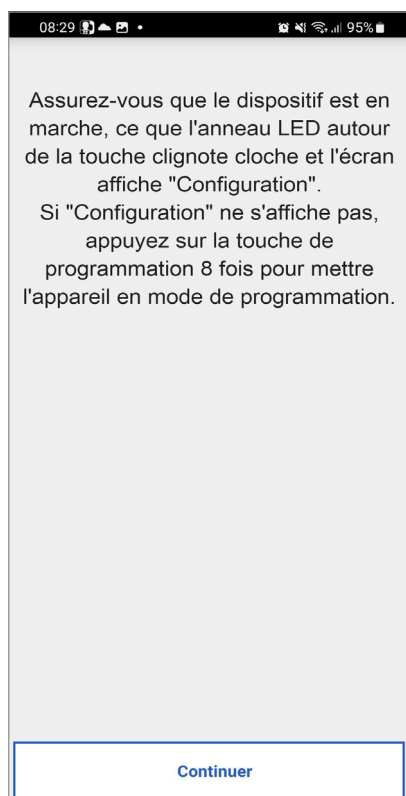 08:29 95%
Assurez-vous que le dispositif est en
marche, ce que l'anneau LED autour
de la touche clignote cloche et l'écran
affiche "Configuration".
Si "Configuration" ne s'affiche pas,
appuyez sur la touche de
programmation 8 fois pour mettre
l'appareil en mode de programmation.
Continuer